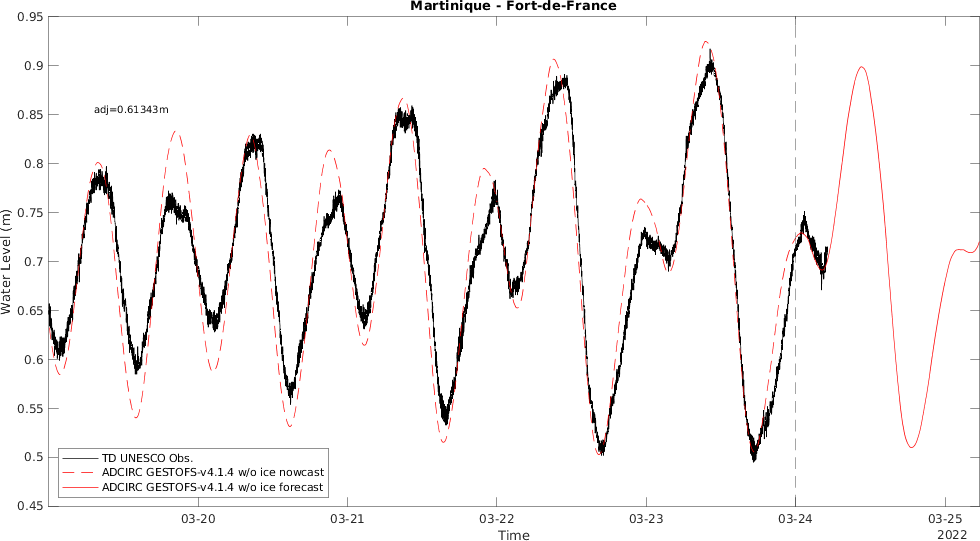 Martinique - Fort-de-France
0.95
0.9
0.85
0.8
0.75
0.7
0.65
0.6
0.55
0.5
0.45
Water Level (m)
adj=0.61343m
TD UNESCO Obs.
ADCIRC GESTOFS-v4.1.4 w/o ice nowcast
ADCIRC GESTOFS-v4.1.4 w/o ice forecast
03-20
03-21
03-22
03-23
03-24
03-25
Time
2022